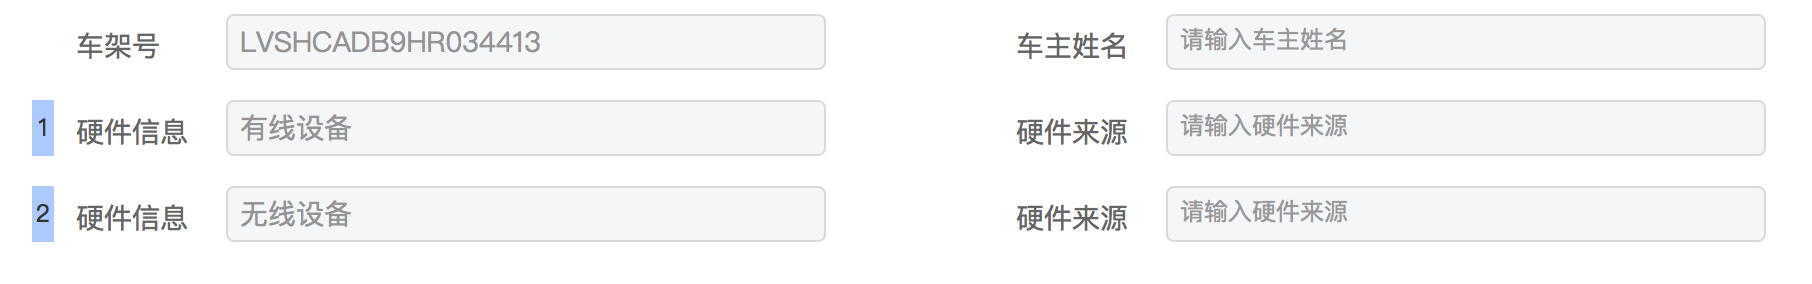 车架号 LVSHCADB9HR034413 车主姓名 请输入车主姓名
1 硬件信息 有线设备 硬件来源 请输入硬件来源
2 硬件信息 无线设备 硬件来源 请输入硬件来源